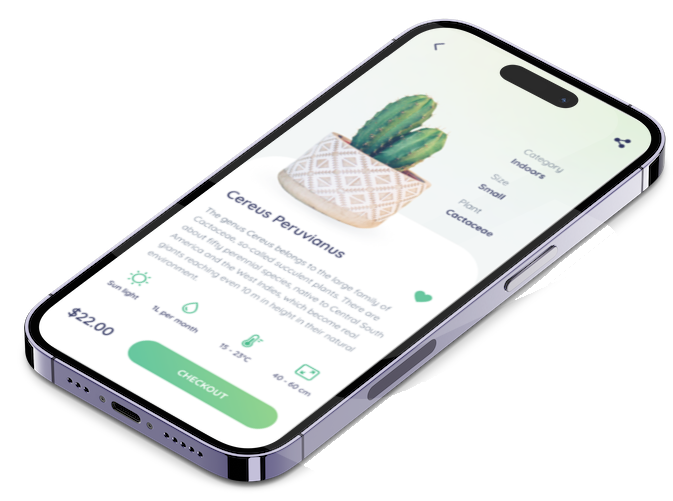 Category
Indoors
Size
Small
Plant
Cactaceae
Cereus Peruvianus
The genus Cereus belongs to the large family of
Cactaceae, so-called succulent plants. There are
about fifty perennial species, native to Central South
America and the West Indies, which become real
giants reaching even 10 m in height in their natural
environment.
Sun light
1L per month
15 - 23°C
40 - 60 cm
$22.00
CHECKOUT